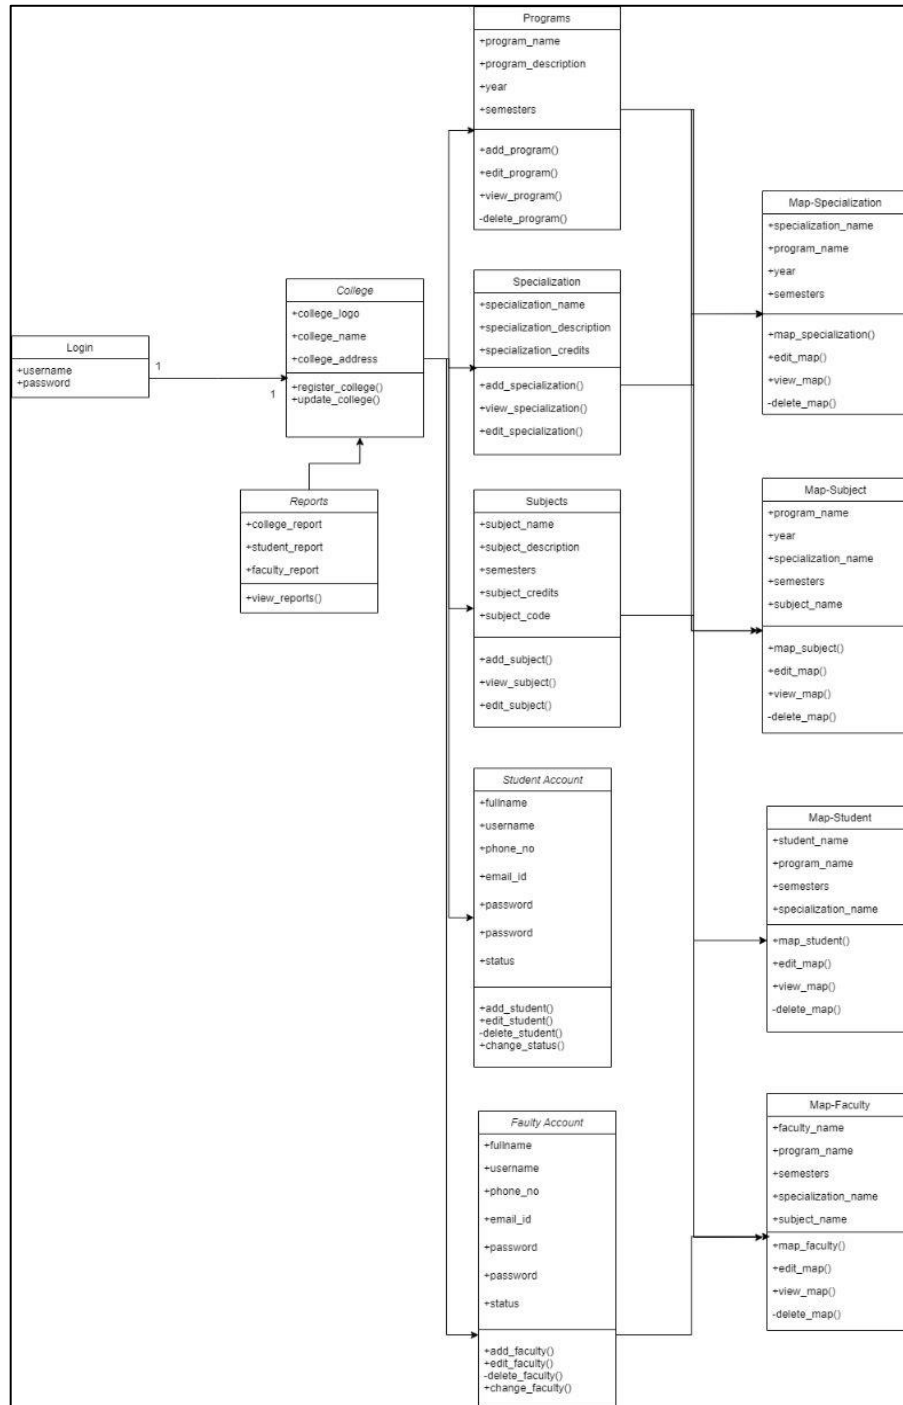 Programs
+program_name
+program_description
+year
+semesters
+add_program()
+edit_program()
+view_program()
-delete_program()
Map-Specialization
+specialization_name
+program_name
+year
+semesters
+map_specialization()
+edit_map()
+view_map()
-delete_map()
College
+college_logo
+college_name
+college_address
+register_college()
+update_college()
Specialization
+specialization_name
+specialization_description
+specialization_credits
+add_specialization()
+view_specialization()
+edit_specialization()
Login
+username
+password
1
1
Reports
+college_report
+student_report
+faculty_report
+view_reports()
Subjects
+subject_name
+subject_description
+semesters
+subject_credits
+subject_code
+add_subject()
+view_subject()
+edit_subject()
Map-Subject
+program_name
+year
+specialization_name
+semesters
+subject_name
+map_subject()
+edit_map()
+view_map()
-delete_map()
Student Account
+fullname
+username
+phone_no
+email_id
+password
+password
+status
+add_student()
+edit_student()
-delete_student()
+change_status()
Map-Student
+student_name
+program_name
+semesters
+specialization_name
+map_student()
+edit_map()
+view_map()
-delete_map()
Faulty Account
+fullname
+username
+phone_no
+email_id
+password
+password
+status
+add_faculty()
+edit_faculty()
-delete_faculty()
+change_faculty()
Map-Faculty
+faculty_name
+program_name
+semesters
+specialization_name
+subject_name
+map_faculty()
+edit_map()
+view_map()
-delete_map()